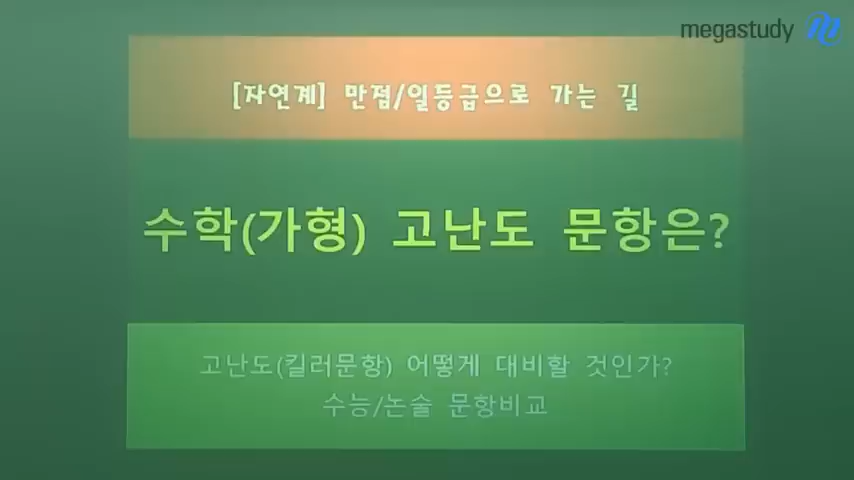 megastudy
[자연계] 만점/일등급으로 가는 길
수학(가형) 고난도 문항은?
고난도(킬러문항) 어떻게 대비할 것인가?
수능/논술 문항비교